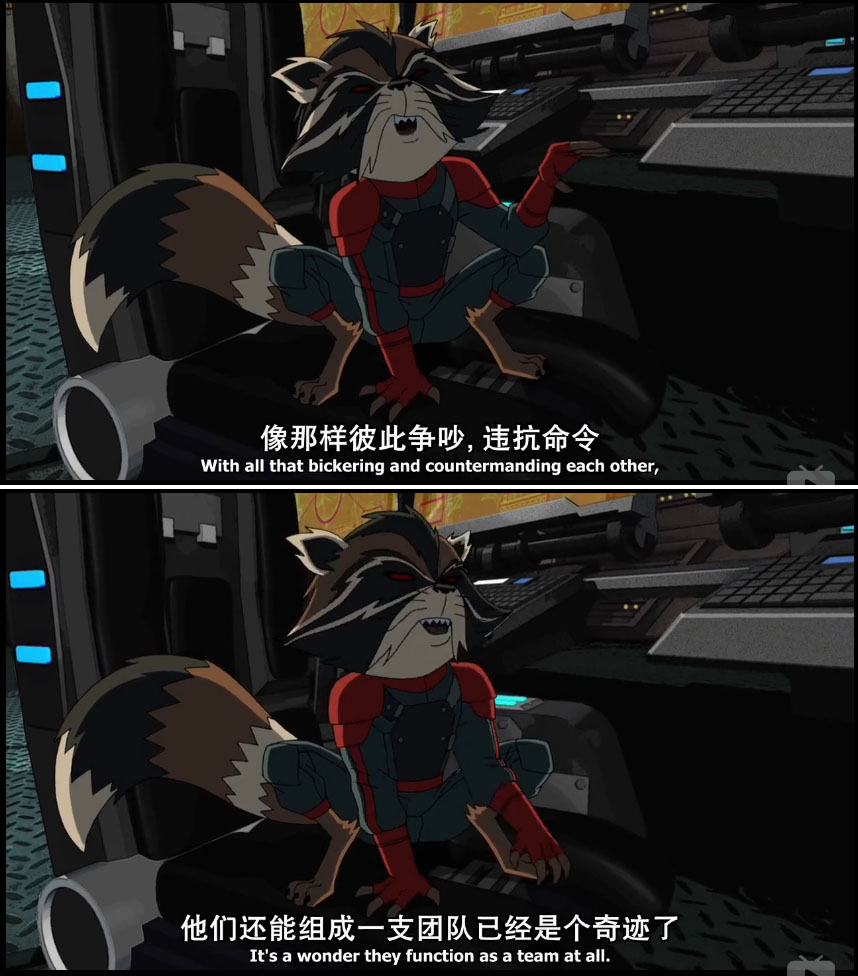 像那样彼此争吵, 违抗命令
With all that bickering and countermanding each other,
他们还能组成一支团队已经是个奇迹了
It's a wonder they function as a team at all.